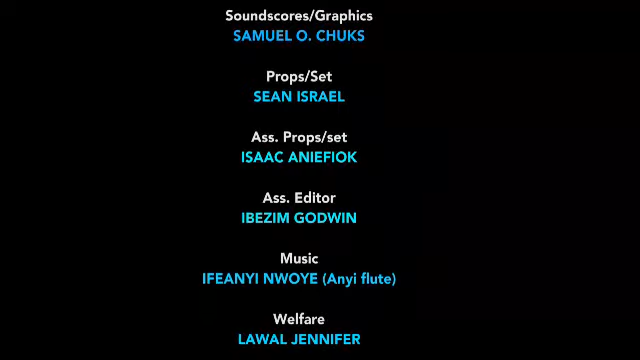 Soundscores/Graphics
SAMUEL O. CHUKS
Props/Set
SEAN ISRAEL
Ass. Props/set
ISAAC ANIEFIOK
Ass. Editor
IBEZIM GODWIN
Music
IFEANYI NWOYE (Anyi flute)
Welfare
LAWAL JENNIFER